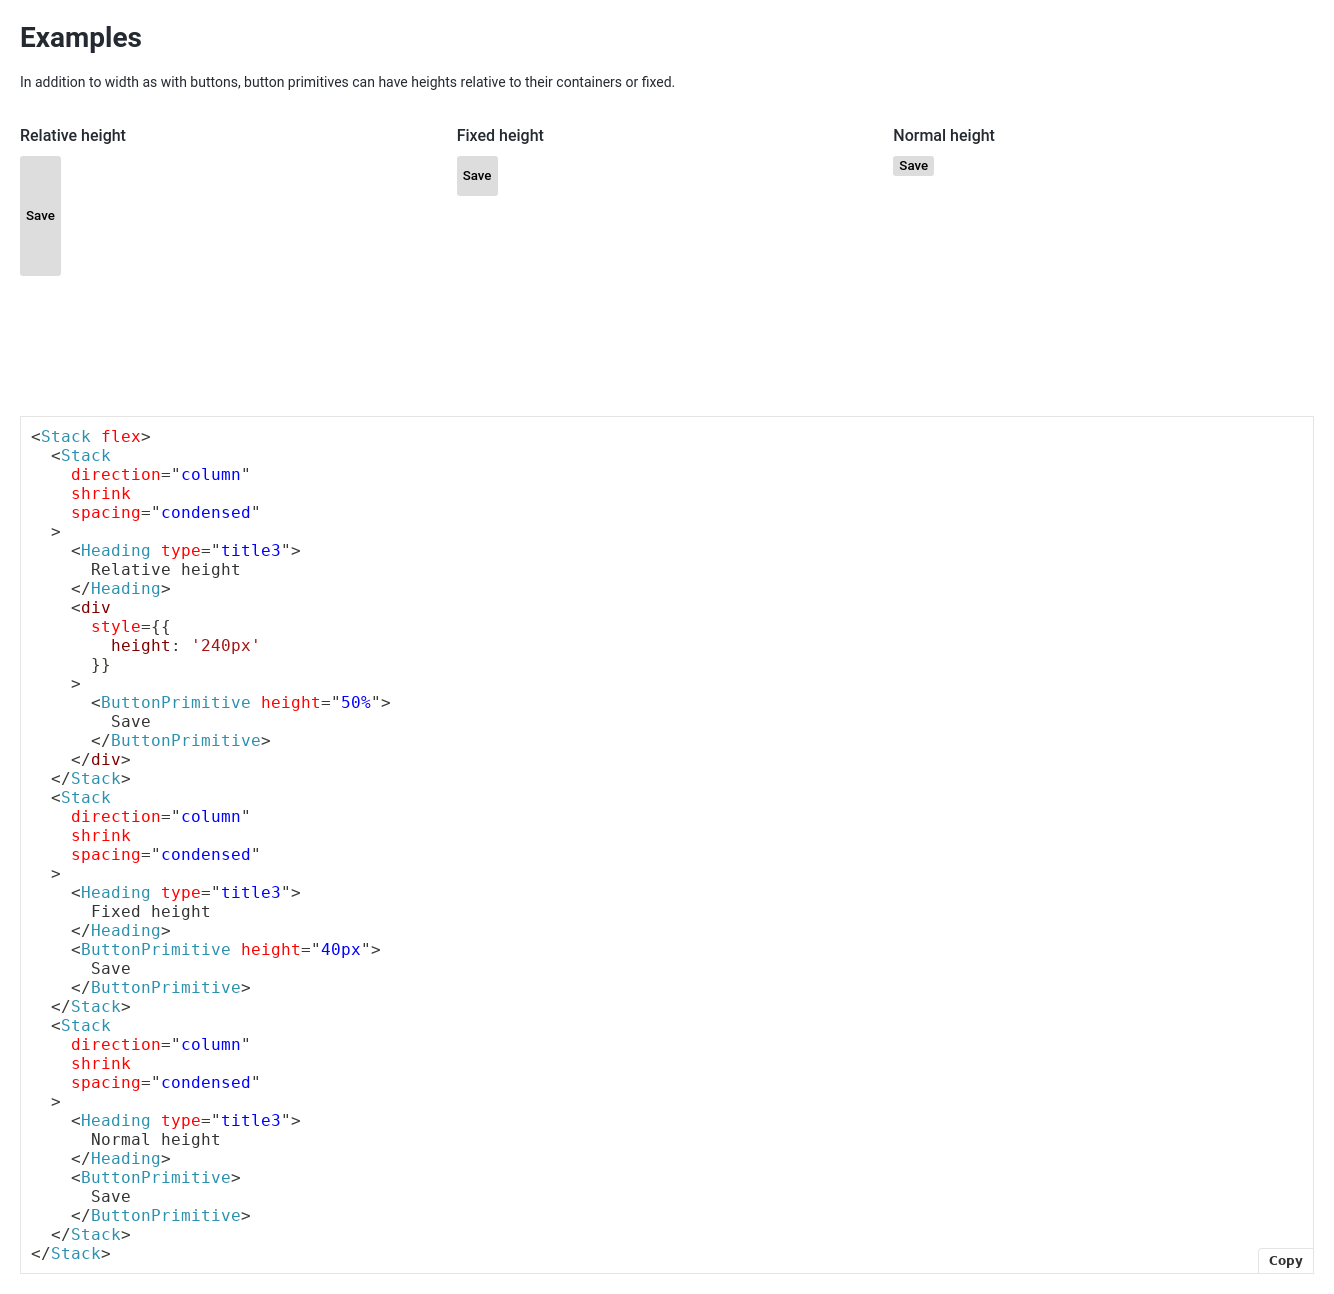 Examples
In addition to width as with buttons, button primitives can have heights relative to their containers or fixed.
Relative height
Fixed height
Normal height
Save
Save
Save
<Stack flex>
  <Stack
    direction="column"
    shrink
    spacing="condensed"
  >
    <Heading type="title3">
      Relative height
    </Heading>
    <div
      style={{
        height: '240px'
      }}
    >
      <ButtonPrimitive height="50%">
        Save
      </ButtonPrimitive>
    </div>
  </Stack>
  <Stack
    direction="column"
    shrink
    spacing="condensed"
  >
    <Heading type="title3">
      Fixed height
    </Heading>
    <ButtonPrimitive height="40px">
      Save
    </ButtonPrimitive>
  </Stack>
  <Stack
    direction="column"
    shrink
    spacing="condensed"
  >
    <Heading type="title3">
      Normal height
    </Heading>
    <ButtonPrimitive>
      Save
    </ButtonPrimitive>
  </Stack>
</Stack>
Copy